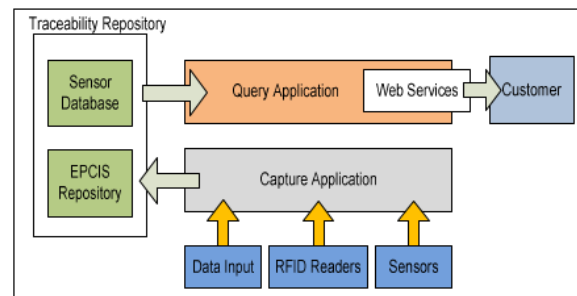 Traceability Repository
Sensor
Database
Query Application
Web Services
Customer
EPCIS
Repository
Capture Application
Data Input
RFID Readers
Sensors